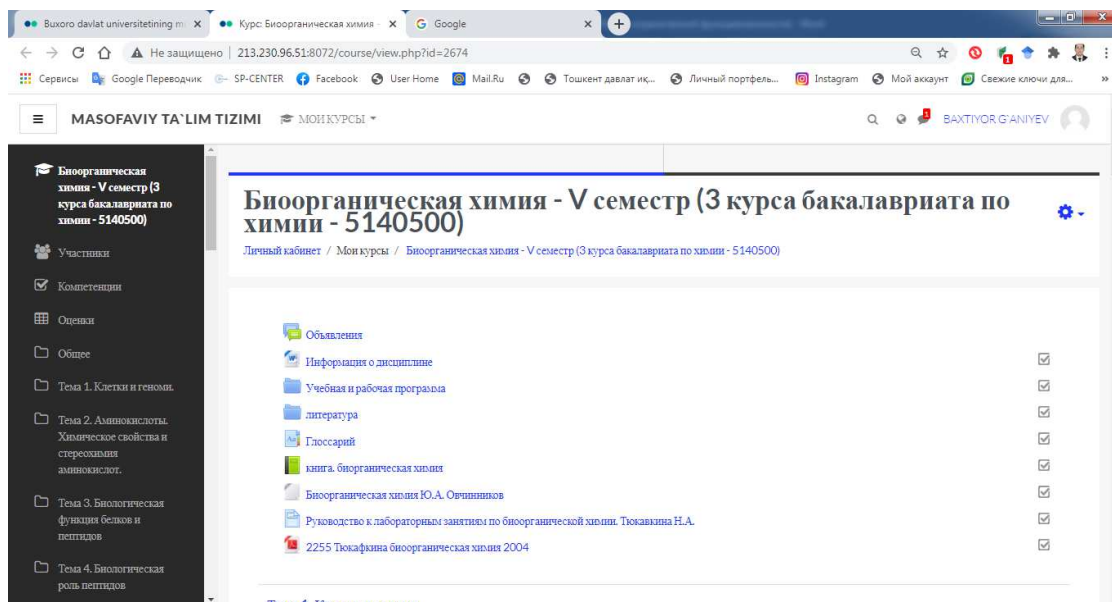 Buxoro davlat universitetining m
Курс: Биоорганическая химия -
Google
Не защищено | 213.230.96.51:8072/course/view.php?id=2674
Сервисы Google Переводчик SP-CENTER Facebook User Home Mail.Ru Тошкент давлат иқ... Личный портфель... Instagram Мой аккаунт Свежие ключи для... »
MASOFAVIY TA`LIM TIZIMI МОИ КУРСЫ
1 BAXTIYOR G'ANIYEV
Биоорганическая
химия - V семестр (3
курса бакалавриата по
химии - 5140500)
Участники
Компетенции
Оценки
Общее
Тема 1. Клетки и геноми.
Тема 2. Аминокислоты.
Химическое свойства и
стереохимия
аминокислот.
Тема 3. Биологическая
функция белков и
пептидов
Тема 4. Биологическая
роль пептидов
Биоорганическая химия - V семестр (3 курса бакалавриата по
химии - 5140500)
Личный кабинет / Мои курсы / Биоорганическая химия - V семестр (3 курса бакалавриата по химии - 5140500)
Объявления
Информация о дисциплине
Учебная и рабочая программа
литература
Глоссарий
книга. биорганическая химия
Биоорганическая химия Ю.А. Овчинников
Руководство к лабораторным занятиям по биоорганической химии. Тюкавкина Н.А.
2255 Тюкафкина биоорганическая химия 2004